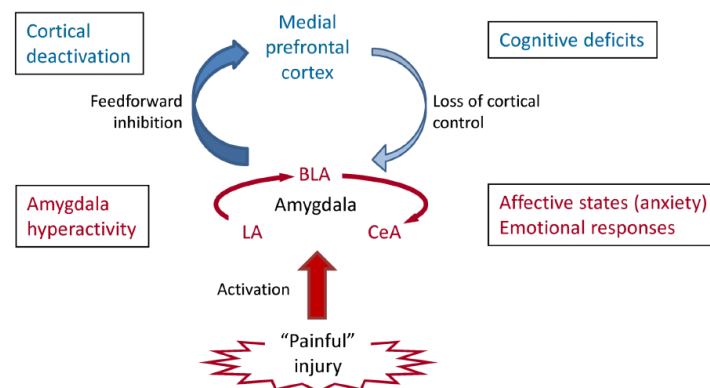 Cortical
deactivation
Medial
prefrontal
cortex
Cognitive deficits
Feedforward
inhibition
Loss of cortical
control
BLA
Amygdala
hyperactivity
Amygdala
LA
CeA
Affective states (anxiety)
Emotional responses
Activation
“Painful”
injury